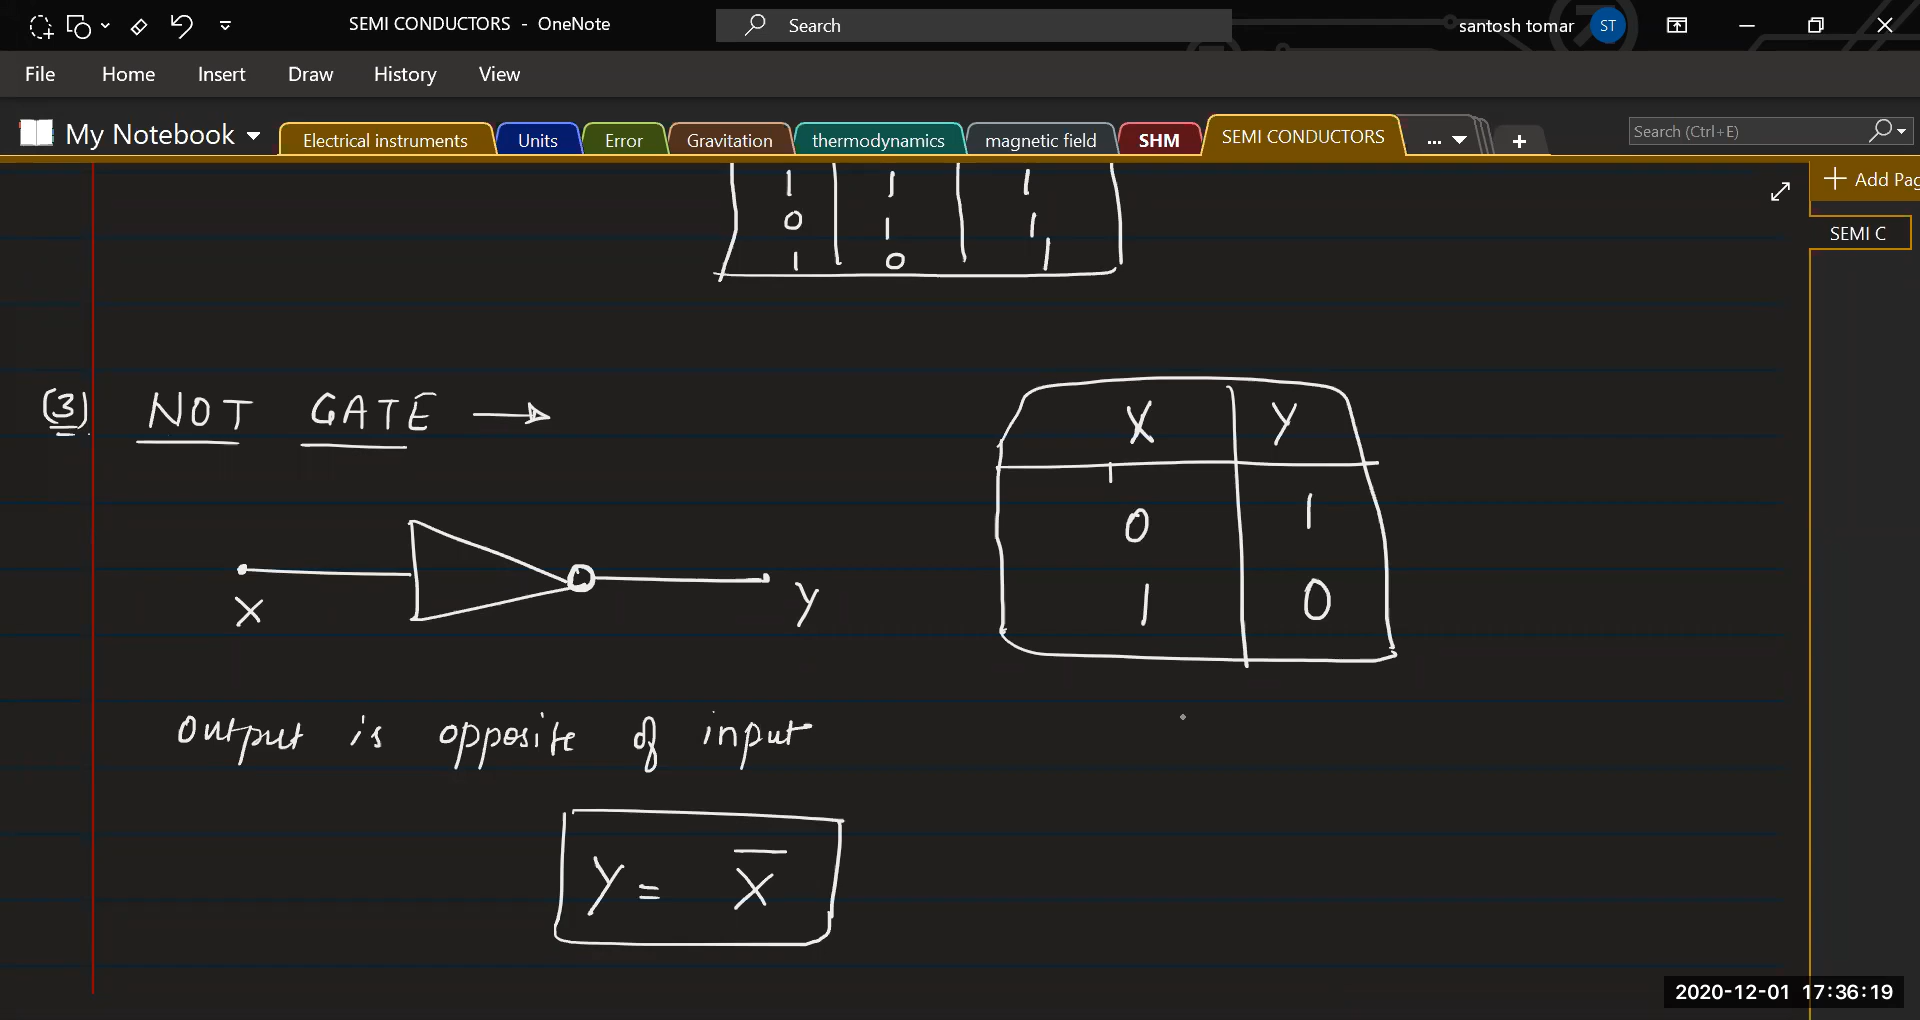 SEMI CONDUCTORS - OneNote
Search
santosh tomar ST
File Home Insert Draw History View
My Notebook
Electrical instruments Units Error Gravitation thermodynamics magnetic field SHM SEMI CONDUCTORS ... +
Search (Ctrl+E)
Add Pag
SEMI C
1 1 1
0 1 1
1 0 1
(3) NOT GATE →
X Y
0 1
1 0
X Y
Output is opposite of input
Y = X̅
2020-12-01 17:36:19